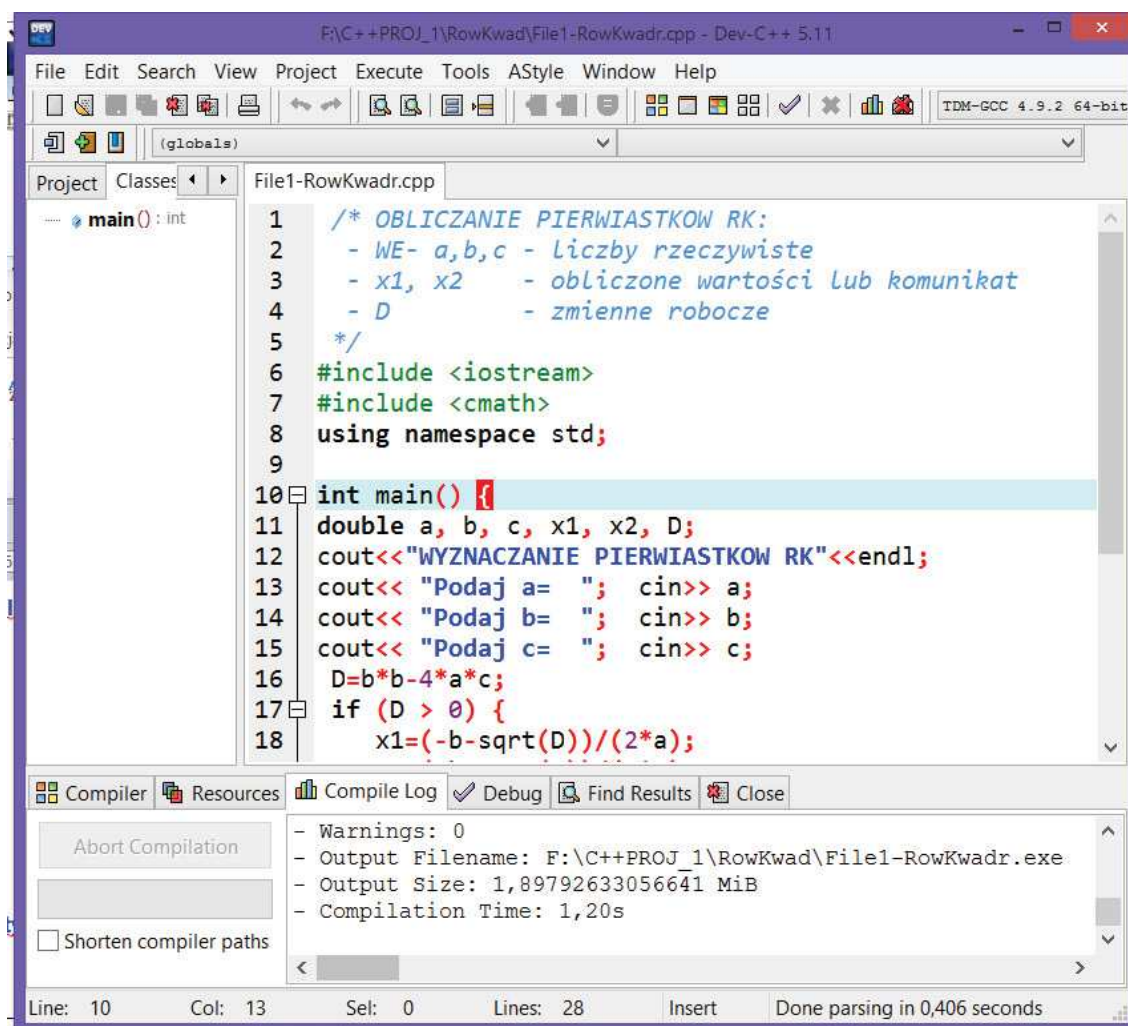 F:\C++PROJ_1\RowKwad\File1-RowKwadr.cpp - Dev-C++ 5.11
File Edit Search View Project Execute Tools AStyle Window Help
TDM-GCC 4.9.2 64-bit
(globals)
Project Classes File1-RowKwadr.cpp
main() : int
1 /* OBLICZANIE PIERWIASTKOW RK:
2 - WE- a,b,c - liczby rzeczywiste
3 - x1, x2 - obliczone wartości lub komunikat
4 - D - zmienne robocze
5 */
6 #include <iostream>
7 #include <cmath>
8 using namespace std;
9
10 int main() {
11 double a, b, c, x1, x2, D;
12 cout<<"WYZNACZANIE PIERWIASTKOW RK"<<endl;
13 cout<< "Podaj a= "; cin>> a;
14 cout<< "Podaj b= "; cin>> b;
15 cout<< "Podaj c= "; cin>> c;
16 D=b*b-4*a*c;
17 if (D > 0) {
18 x1=(-b-sqrt(D))/(2*a);
Compiler Resources Compile Log Debug Find Results Close
Abort Compilation
Shorten compiler paths
- Warnings: 0
- Output Filename: F:\C++PROJ_1\RowKwad\File1-RowKwadr.exe
- Output Size: 1,89792633056641 MiB
- Compilation Time: 1,20s
Line: 10 Col: 13 Sel: 0 Lines: 28 Insert Done parsing in 0,406 seconds